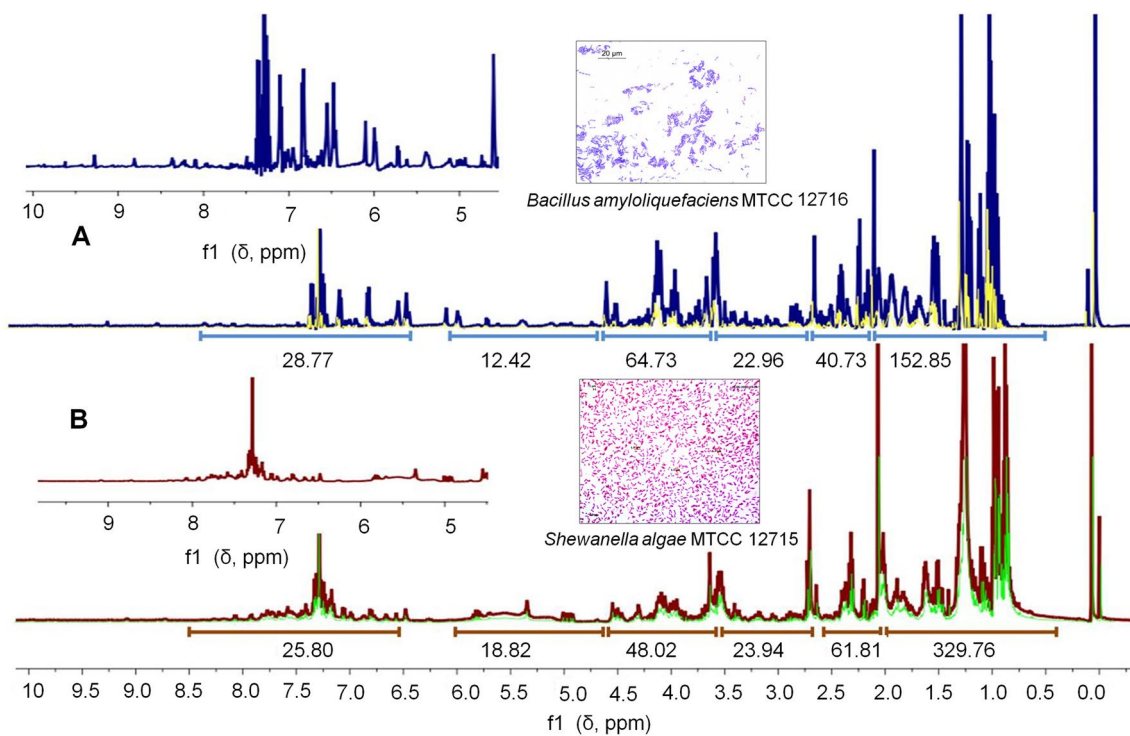 20 µm
Bacillus amyloliquefaciens MTCC 12716
10 9 8 7 6 5
A
f1 (δ, ppm)
28.77 12.42 64.73 22.96 40.73 152.85
B
9 8 7 6 5
f1 (δ, ppm)
Shewanella algae MTCC 12715
25.80 18.82 48.02 23.94 61.81 329.76
10 10.5 9.0 8.5 8.0 7.5 7.0 6.5 6.0 5.5 5.0 4.5 4.0 3.5 3.0 2.5 2.0 1.5 1.0 0.5 0.0
f1 (δ, ppm)